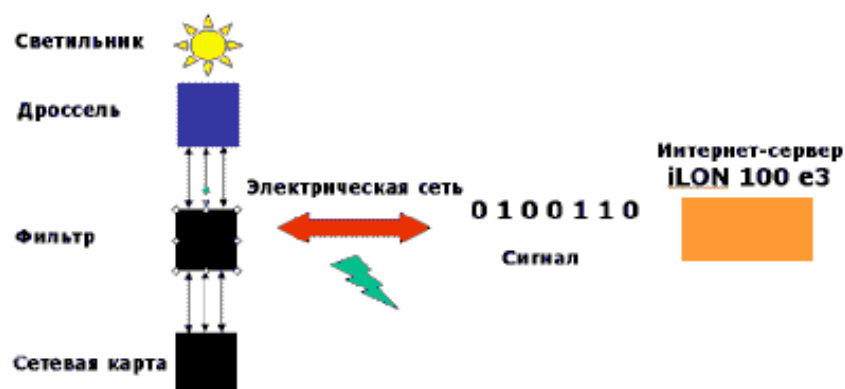 Светильник
Дроссель
Интернет-сервер
iLON 100 e3
Электрическая сеть
0 1 0 0 1 1 0
Фильтр
Сигнал
Сетевая карта